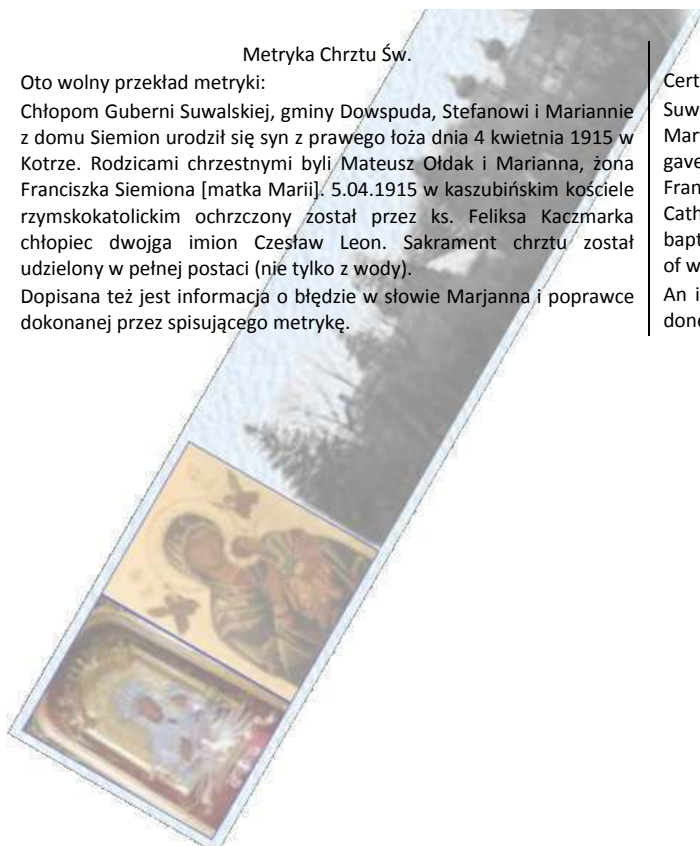 Metryka Chrztu Św.
Oto wolny przekład metryki:
Chłopom Guberni Suwalskiej, gminy Dowspuda, Stefanowi i Mariannie
z domu Siemion urodził się syn z prawego łoża dnia 4 kwietnia 1915 w
Kotrze. Rodzicami chrzestnymi byli Mateusz Ołdak i Marianna, żona
Franciszka Siemiona [matka Marii]. 5.04.1915 w kaszubińskim kościele
rzymskokatolickim ochrzczony został przez ks. Feliksa Kaczmarka
chłopiec dwojga imion Czesław Leon. Sakrament chrztu został
udzielony w pełnej postaci (nie tylko z wody).
Dopisana też jest informacja o błędzie w słowie Marjanna i poprawce
dokonanej przez spisującego metrykę.
Cert
Suw
Mar
gave
Fran
Cath
bapt
of w
An i
done